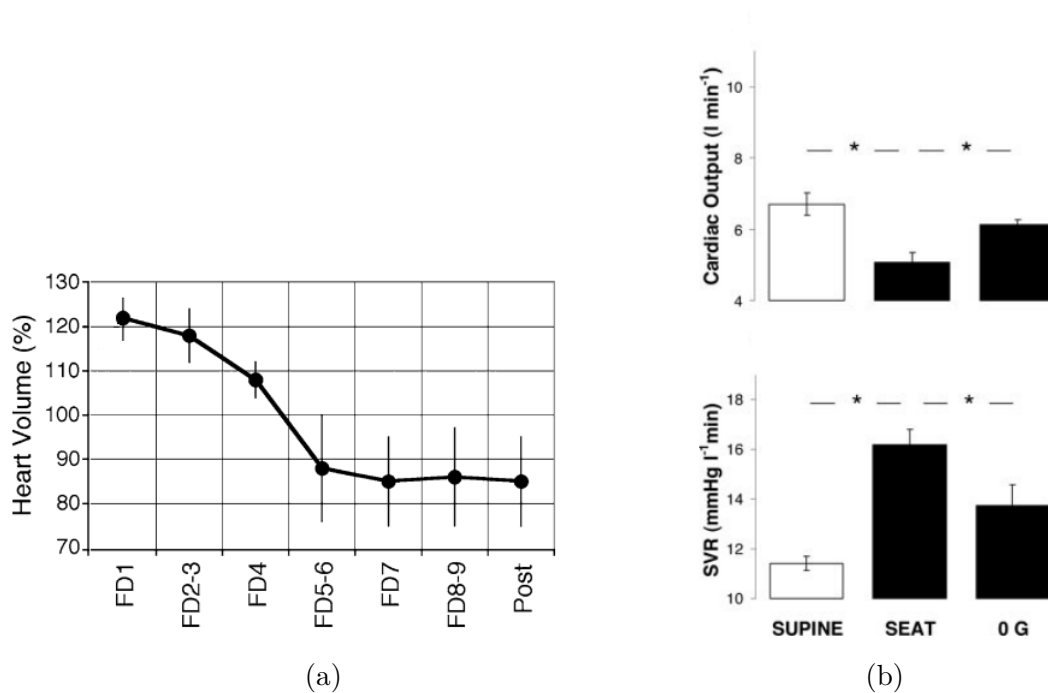 Heart Volume (%)
130
120
110
100
90
80
70
FD1
FD2-3
FD4
FD5-6
FD7
FD8-9
Post
(a)
Cardiac Output (l min⁻¹)
10
8
6
4
* *
SVR (mmHg l⁻¹min)
18
16
14
12
10
* *
SUPINE SEAT 0 G
(b)